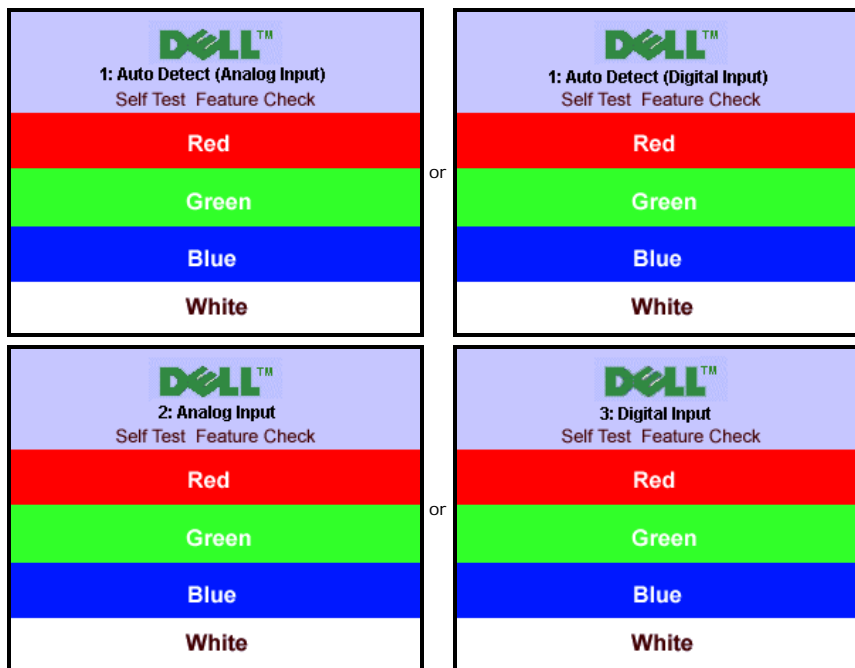 DELL™
1: Auto Detect (Analog Input)
Self Test Feature Check
Red
Green
Blue
White
or
DELL™
1: Auto Detect (Digital Input)
Self Test Feature Check
Red
Green
Blue
White
DELL™
2: Analog Input
Self Test Feature Check
Red
Green
Blue
White
or
DELL™
3: Digital Input
Self Test Feature Check
Red
Green
Blue
White